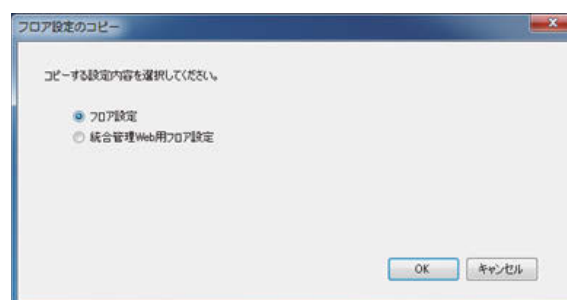 フロア設定のコピー
コピーする設定内容を選択してください。
フロア設定
統合管理Web用フロア設定
OK
キャンセル